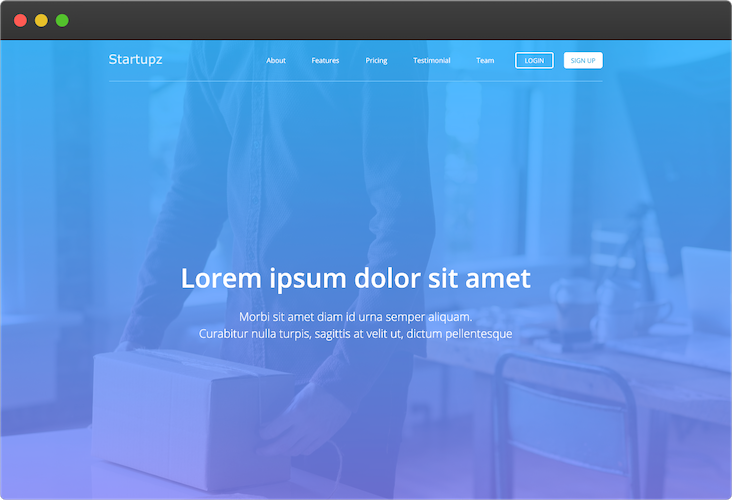 Startupz
About
Features
Pricing
Testimonial
Team
LOGIN
SIGN UP
Lorem ipsum dolor sit amet
Morbi sit amet diam id urna semper aliquam.
Curabitur nulla turpis, sagittis at velit ut, dictum pellentesque